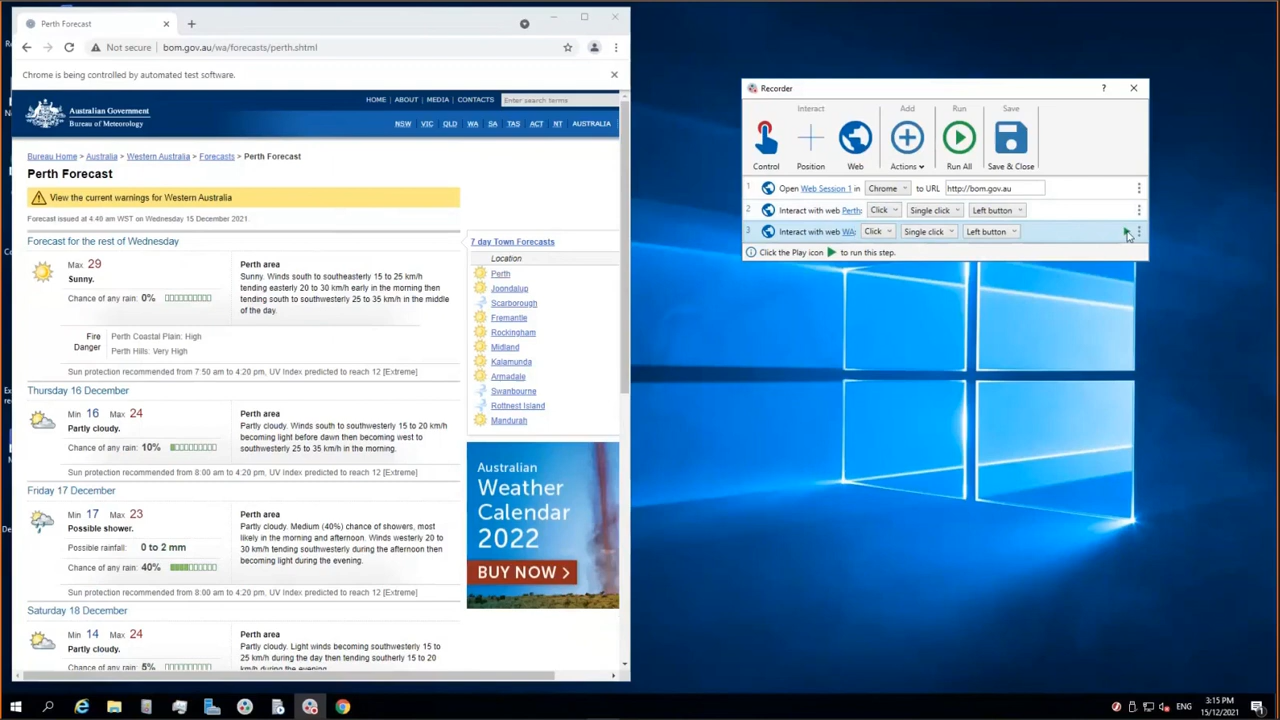 Perth Forecast
Not secure
bom.gov.au/wa/forecasts/perth.shtml
Chrome is being controlled by automated test software.
Australian Government
Bureau of Meteorology
HOME | ABOUT | MEDIA | CONTACTS
Enter search terms
NSW VIC QLD WA SA TAS ACT NT AUSTRALIA
Bureau Home > Australia > Western Australia > Forecasts > Perth Forecast
Perth Forecast
View the current warnings for Western Australia
Forecast issued at 4:40 am WST on Wednesday 15 December 2021.
Forecast for the rest of Wednesday
Max 29
Sunny.
Chance of any rain: 0%
Perth area
Sunny. Winds south to southeasterly 15 to 25 km/h
tending easterly 20 to 30 km/h early in the morning then
tending south to southwesterly 25 to 35 km/h in the middle
of the day.
Fire
Danger
Perth Coastal Plain: High
Perth Hills: Very High
Sun protection recommended from 7:50 am to 4:20 pm, UV Index predicted to reach 12 [Extreme]
Thursday 16 December
Min 16 Max 24
Partly cloudy.
Chance of any rain: 10%
Perth area
Partly cloudy. Winds south to southwesterly 15 to 20 km/h
becoming light before dawn then becoming west to
southwesterly 25 to 35 km/h in the morning.
Sun protection recommended from 8:00 am to 4:20 pm, UV Index predicted to reach 12 [Extreme]
Friday 17 December
Min 17 Max 23
Possible shower.
Possible rainfall: 0 to 2 mm
Chance of any rain: 40%
Perth area
Partly cloudy. Medium (40%) chance of showers, most
likely in the morning and afternoon. Winds westerly 20 to
30 km/h tending southwesterly during the afternoon then
becoming light during the evening.
Sun protection recommended from 8:00 am to 4:20 pm, UV Index predicted to reach 12 [Extreme]
Saturday 18 December
Min 14 Max 24
Partly cloudy.
Chance of any rain: 5%
Perth area
Partly cloudy. Light winds becoming southwesterly 15 to
25 km/h during the day then tending southerly 15 to 20
km/h during the evening.
7 day Town Forecasts
Location
Perth
Joondalup
Scarborough
Fremantle
Rockingham
Midland
Kalamunda
Armadale
Swanbourne
Rottnest Island
Mandurah
Australian
Weather
Calendar
2022
BUY NOW >
Recorder
Interact Add Run Save
Control Position Web Actions Run All Save & Close
1 Open Web Session 1 in Chrome to URL http://bom.gov.au
2 Interact with web Perth: Click Single click Left button
3 Interact with web WA: Click Single click Left button
Click the Play icon to run this step.
ENG
3:15 PM
15/12/2021
1